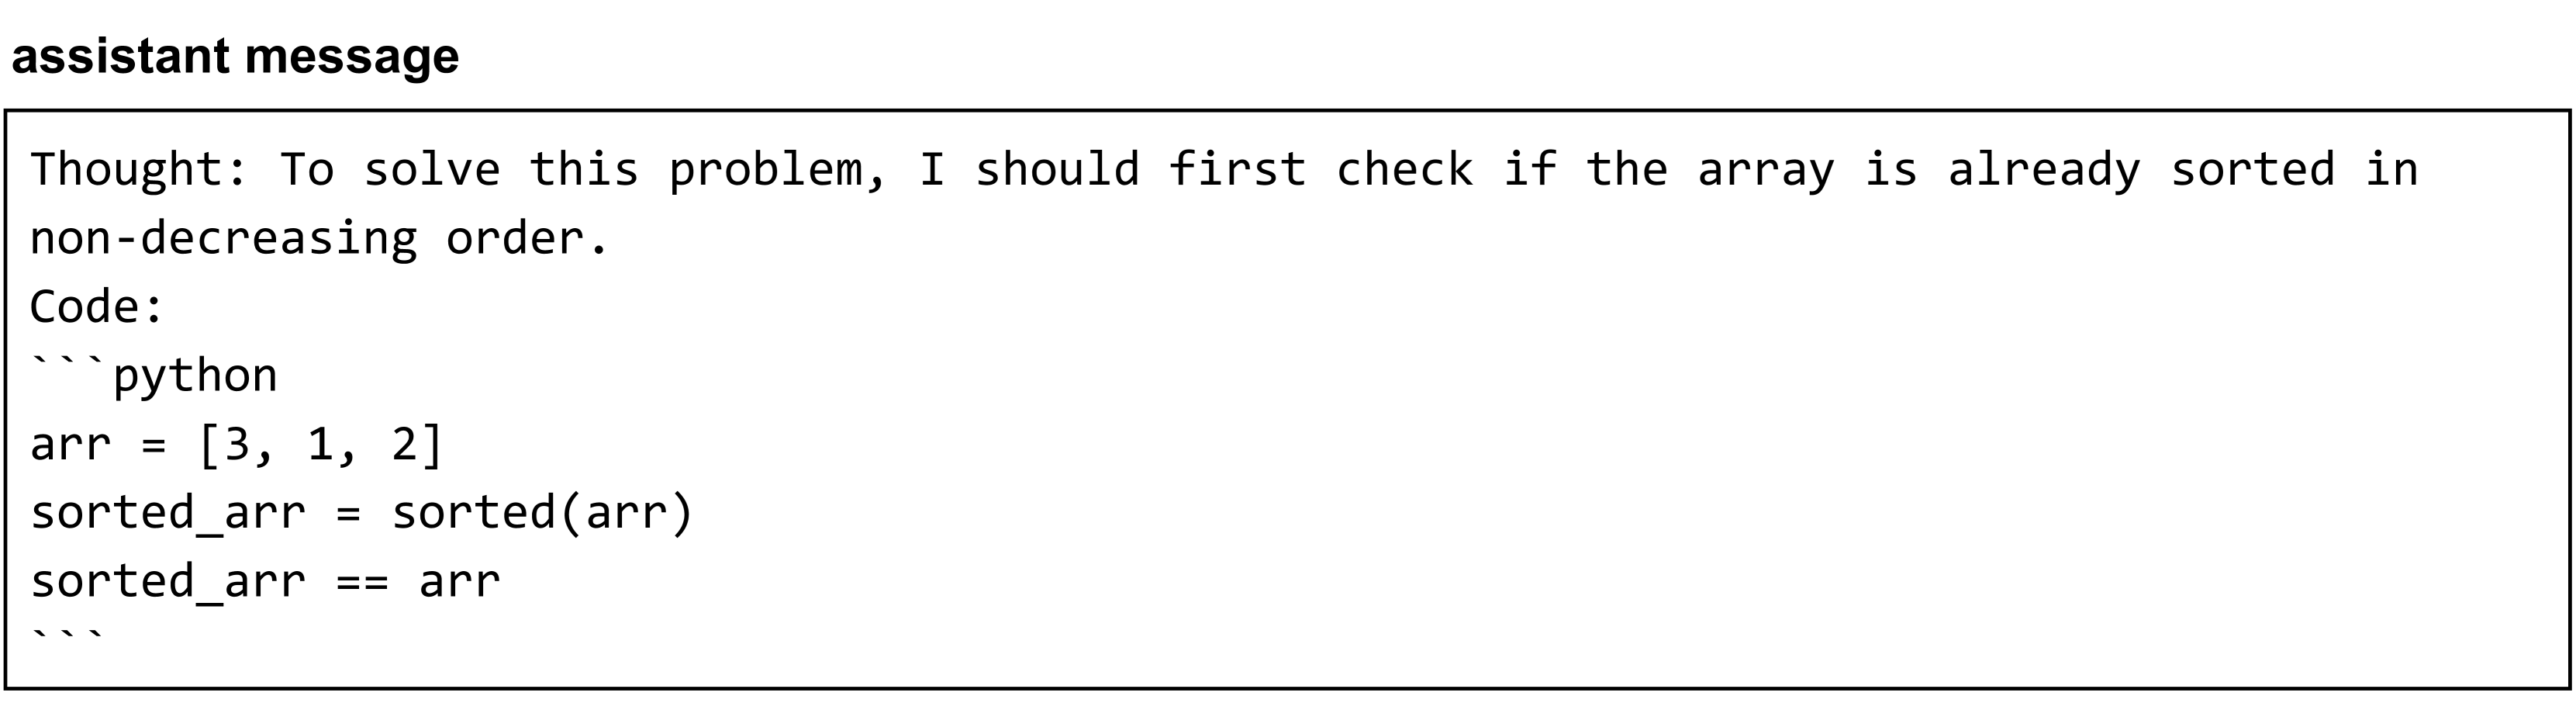 assistant message
Thought: To solve this problem, I should first check if the array is already sorted in
non-decreasing order.
Code:
```python
arr = [3, 1, 2]
sorted_arr = sorted(arr)
sorted_arr == arr
```